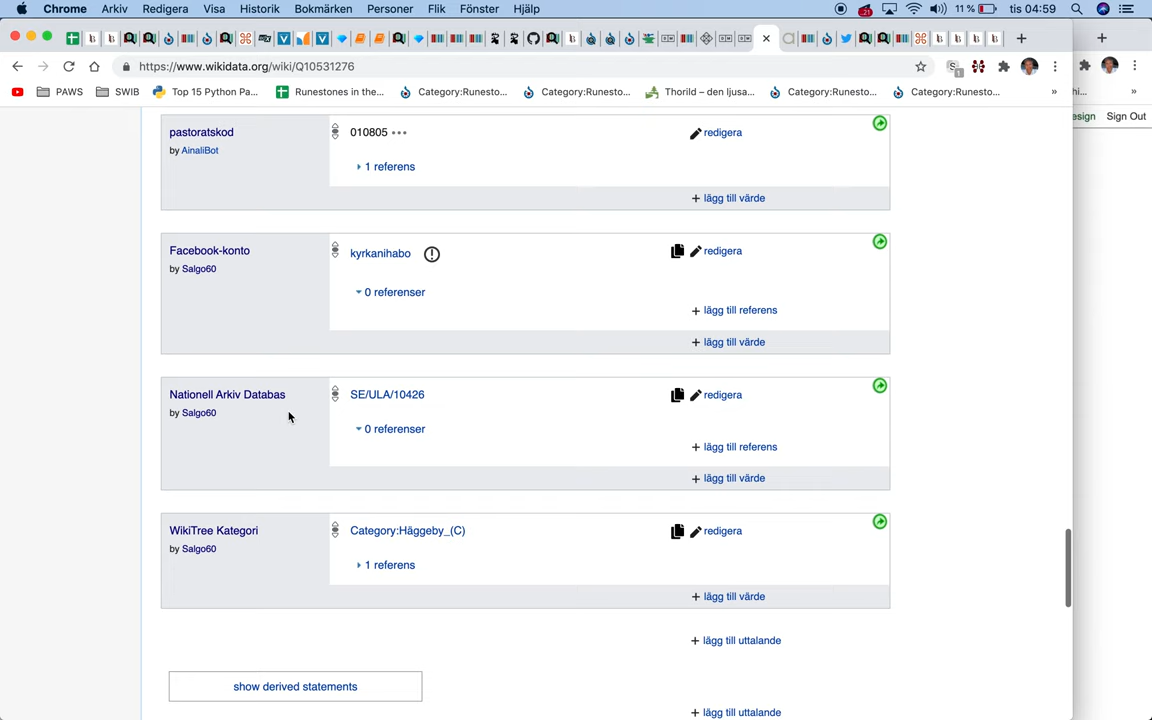 Chrome Arkiv Redigera Visa Historik Bokmärken Personer Flik Fönster Hjälp 11 % tis 04:59
https://www.wikidata.org/wiki/Q10531276
PAWS SWIB Top 15 Python Pa... Runestones in the... Category:Runesto... Category:Runesto... Thorild – den ljusa... Category:Runesto... Category:Runesto... » hi... »
esign Sign Out
pastoratskod 010805 redigera
by AinaliBot
1 referens
+ lägg till värde
Facebook-konto kyrkanihabo redigera
by Salgo60
0 referenser
+ lägg till referens
+ lägg till värde
Nationell Arkiv Databas SE/ULA/10426 redigera
by Salgo60
0 referenser
+ lägg till referens
+ lägg till värde
WikiTree Kategori Category:Häggeby_(C) redigera
by Salgo60
1 referens
+ lägg till värde
+ lägg till uttalande
show derived statements
+ lägg till uttalande